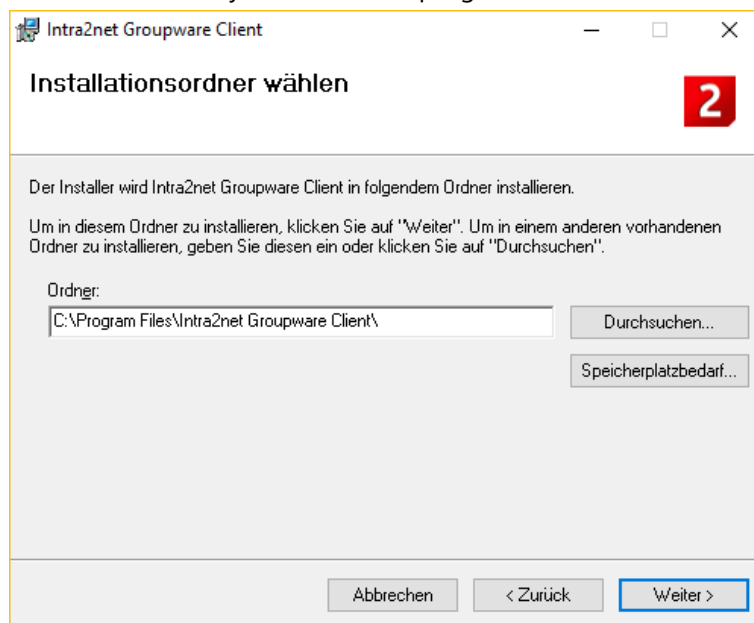 Intra2net Groupware Client
Installationsordner wählen
2
Der Installer wird Intra2net Groupware Client in folgendem Ordner installieren.
Um in diesem Ordner zu installieren, klicken Sie auf "Weiter". Um in einem anderen vorhandenen
Ordner zu installieren, geben Sie diesen ein oder klicken Sie auf "Durchsuchen".
Ordner:
C:\Program Files\Intra2net Groupware Client\
Durchsuchen...
Speicherplatzbedarf...
Abbrechen
< Zurück
Weiter >